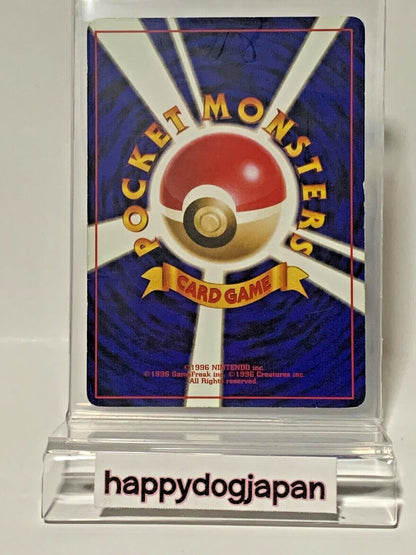 POCKET MONSTERS
CARD GAME
©1996 NINTENDO inc.
©1996 GameFreak inc. ©1996 Creatures inc.
All Rights reserved.
happydogjapan